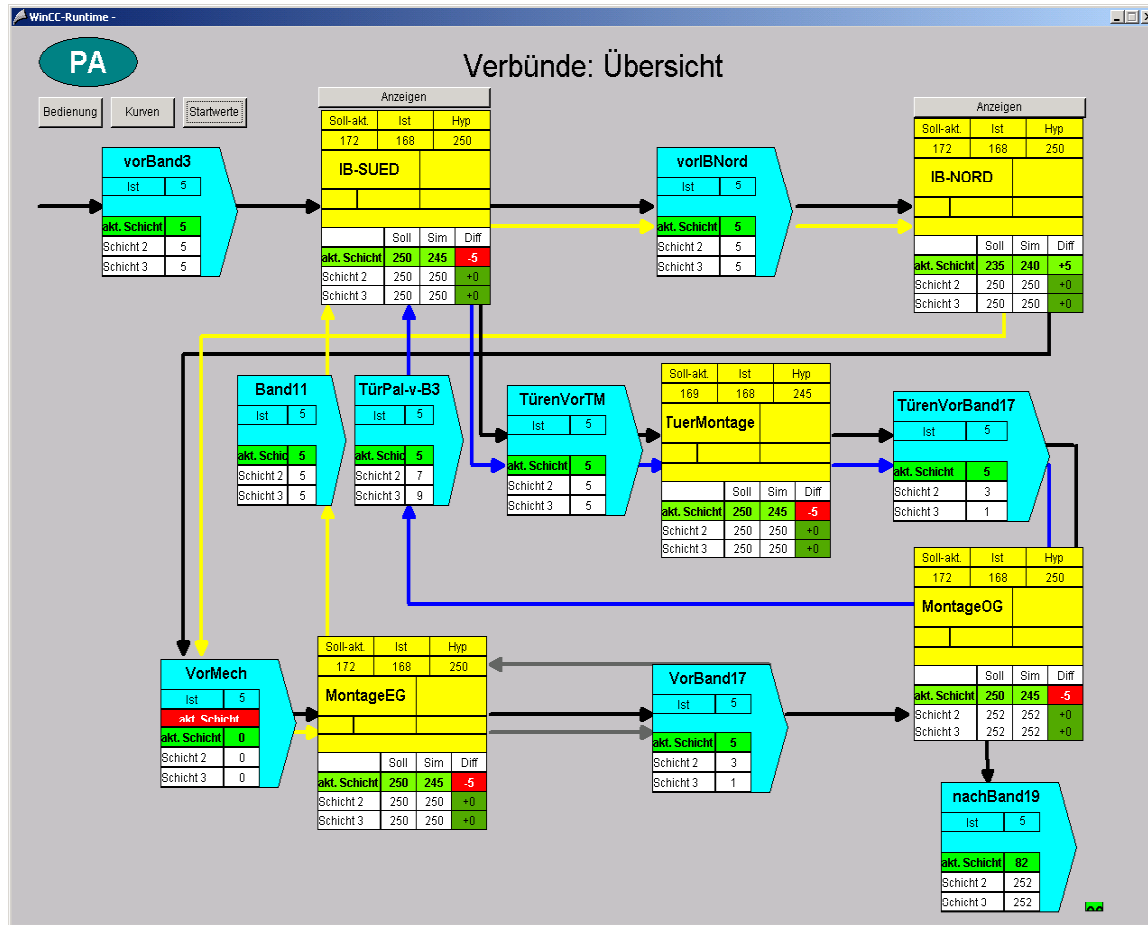 WinCC-Runtime -
PA
Verbünde: Übersicht
Bedienung Kurven Startwerte
Anzeigen
Soll-akt. Ist Hyp
172 168 250
IB-SUED
Soll Sim Diff
akt. Schicht 250 245 -5
Schicht 2 250 250 +0
Schicht 3 250 250 +0
Anzeigen
Soll-akt. Ist Hyp
172 168 250
IB-NORD
Soll Sim Diff
akt. Schicht 235 240 +5
Schicht 2 250 250 +0
Schicht 3 250 250 +0
vorBand3
Ist 5
akt. Schicht 5
Schicht 2 5
Schicht 3 5
vorIBNord
Ist 5
akt. Schicht 5
Schicht 2 5
Schicht 3 5
Band11
Ist 5
akt. Schic 5
Schicht 2 5
Schicht 3 5
TürPal-v-B3
Ist 5
akt. Schic 5
Schicht 2 7
Schicht 3 9
TürenVorTM
Ist 5
akt. Schicht 5
Schicht 2 5
Schicht 3 5
Soll-akt. Ist Hyp
169 168 245
TuerMontage
Soll Sim Diff
akt. Schicht 250 245 -5
Schicht 2 250 250 +0
Schicht 3 250 250 +0
TürenVorBand17
Ist 5
akt. Schicht 5
Schicht 2 3
Schicht 3 1
Soll-akt. Ist Hyp
172 168 250
MontageOG
Soll Sim Diff
akt. Schicht 250 245 -5
Schicht 2 252 252 +0
Schicht 3 252 252 +0
VorMech
Ist 5
akt. Schicht
akt. Schicht 0
Schicht 2 0
Schicht 3 0
Soll-akt. Ist Hyp
172 168 250
MontageEG
Soll Sim Diff
akt. Schicht 250 245 -5
Schicht 2 250 250 +0
Schicht 3 250 250 +0
VorBand17
Ist 5
akt. Schicht 5
Schicht 2 3
Schicht 3 1
nachBand19
Ist 5
akt. Schicht 82
Schicht 2 252
Schicht 3 252